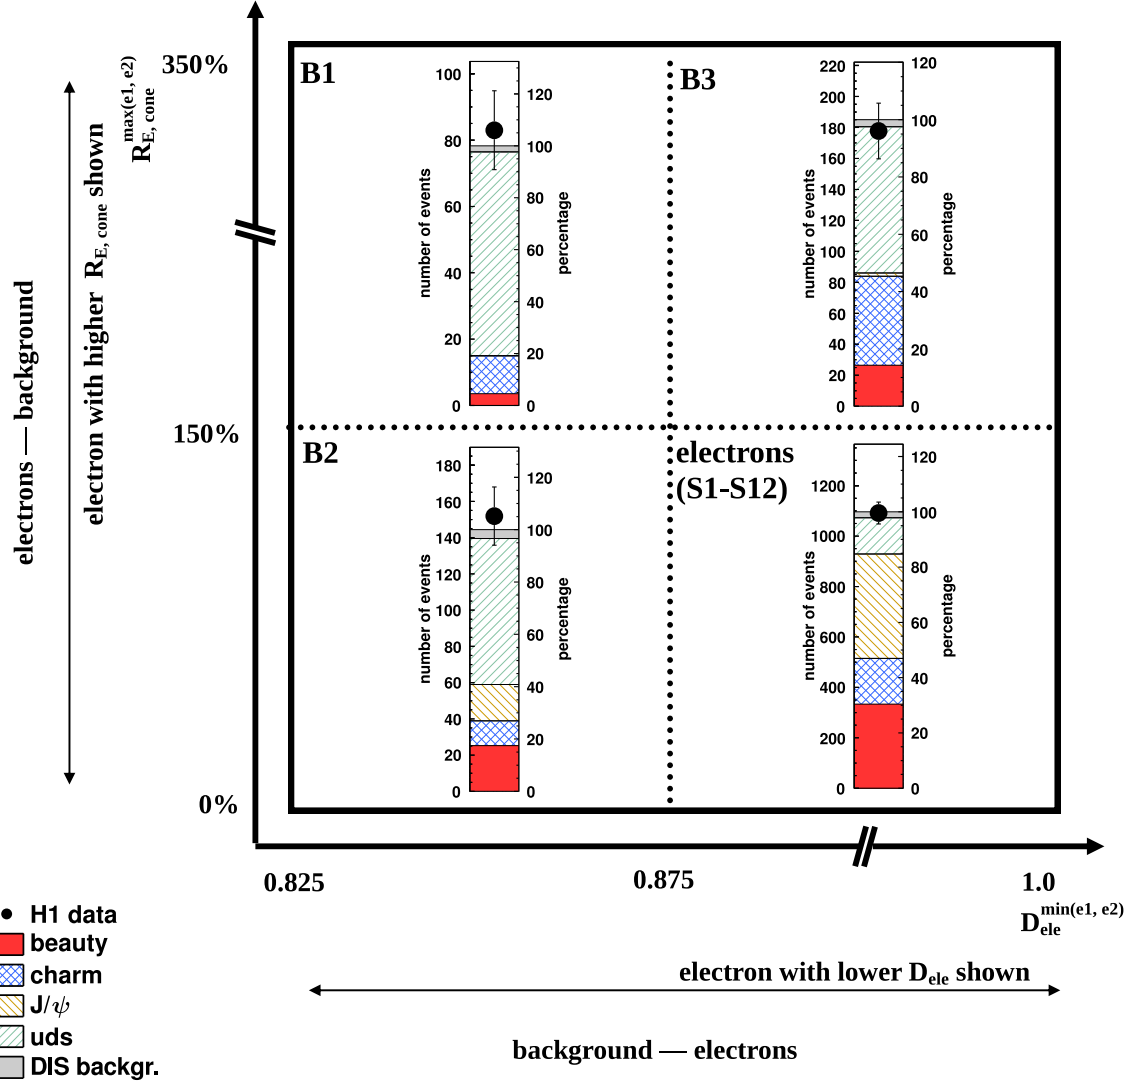 350%
150%
0%
R_E, cone^max(e1, e2)
electron with higher R_E, cone shown
electrons — background
B1
100
80
60
40
20
0
number of events
120
100
80
60
40
20
0
percentage
B3
220
200
180
160
140
120
100
80
60
40
20
0
number of events
120
100
80
60
40
20
0
percentage
B2
180
160
140
120
100
80
60
40
20
0
number of events
120
100
80
60
40
20
0
percentage
electrons
(S1-S12)
1200
1000
800
600
400
200
0
number of events
120
100
80
60
40
20
0
percentage
0.825
0.875
1.0
D_ele^min(e1, e2)
electron with lower D_ele shown
background — electrons
H1 data
beauty
charm
J/ψ
uds
DIS backgr.